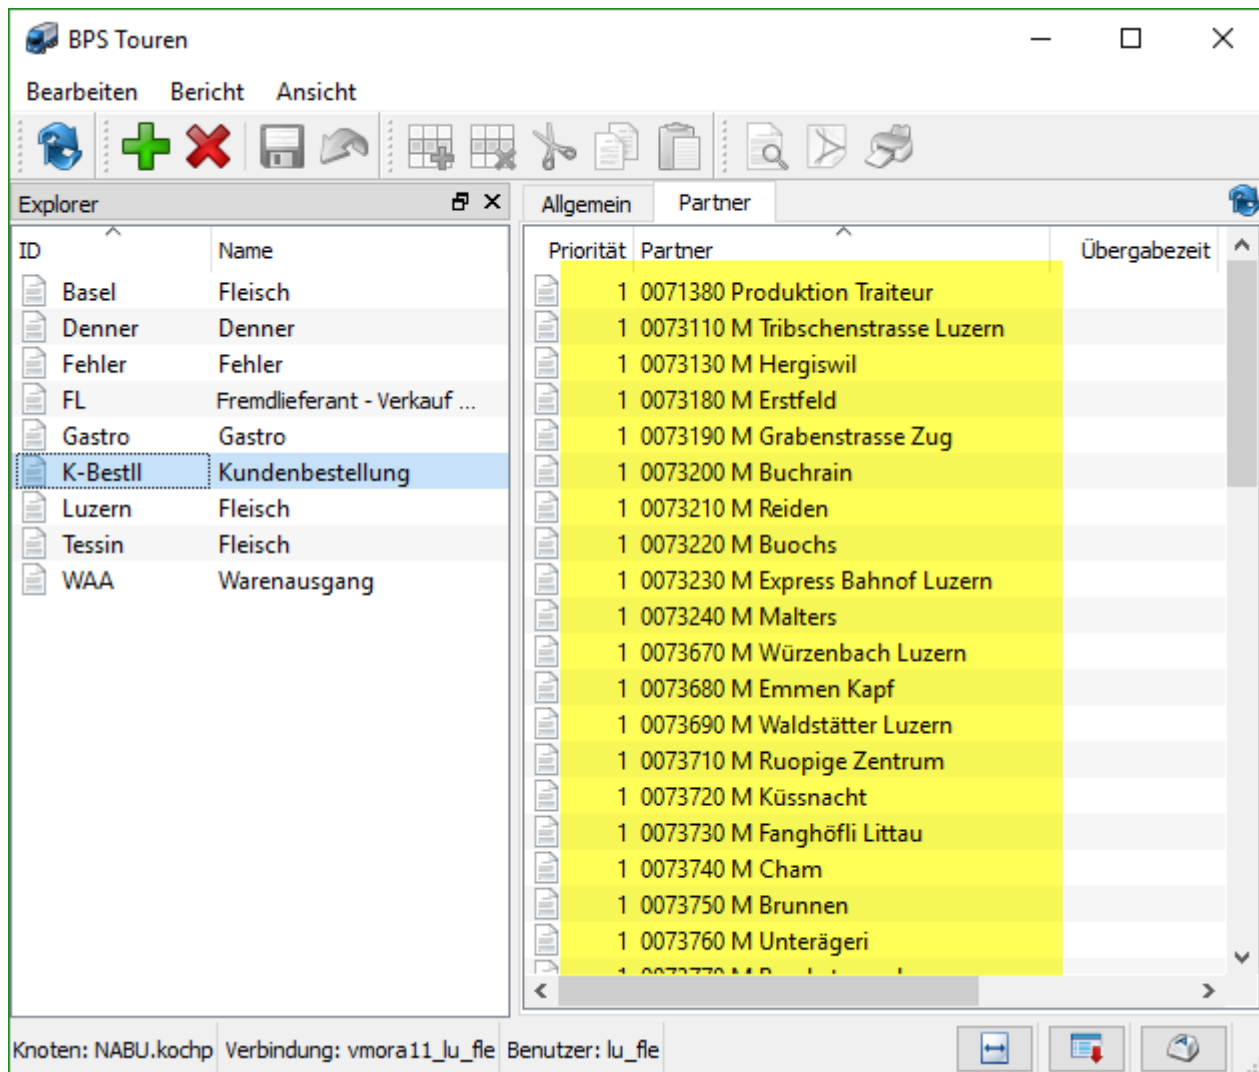 BPS Touren
Bearbeiten Bericht Ansicht
Explorer
ID Name
Basel Fleisch
Denner Denner
Fehler Fehler
FL Fremdlieferant - Verkauf ...
Gastro Gastro
K-Bestll Kundenbestellung
Luzern Fleisch
Tessin Fleisch
WAA Warenausgang
Allgemein Partner
Priorität Partner Übergabezeit
1 0071380 Produktion Traiteur
1 0073110 M Tribschenstrasse Luzern
1 0073130 M Hergiswil
1 0073180 M Erstfeld
1 0073190 M Grabenstrasse Zug
1 0073200 M Buchrain
1 0073210 M Reiden
1 0073220 M Buochs
1 0073230 M Express Bahnof Luzern
1 0073240 M Malters
1 0073670 M Würzenbach Luzern
1 0073680 M Emmen Kapf
1 0073690 M Waldstätter Luzern
1 0073710 M Ruopige Zentrum
1 0073720 M Küssnacht
1 0073730 M Fanghöfli Littau
1 0073740 M Cham
1 0073750 M Brunnen
1 0073760 M Unterägeri
Knoten: NABU.kochp Verbindung: vmora11_lu_fle Benutzer: lu_fle